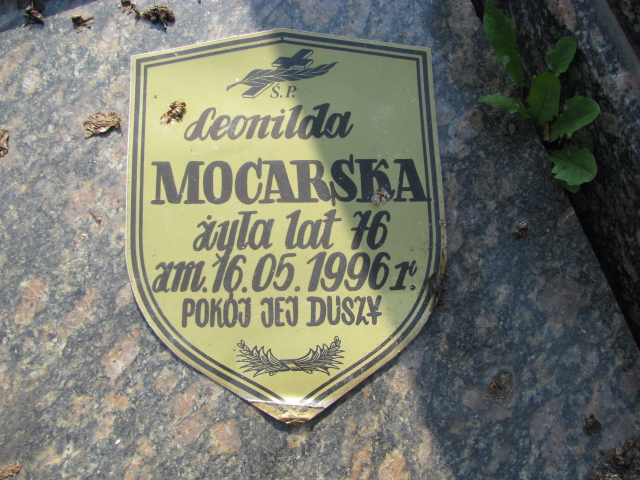 Ś.P.
Leonilda
MOCARSKA
żyła lat 76
zm. 16.05.1996 r.
POKÓJ JEJ DUSZY